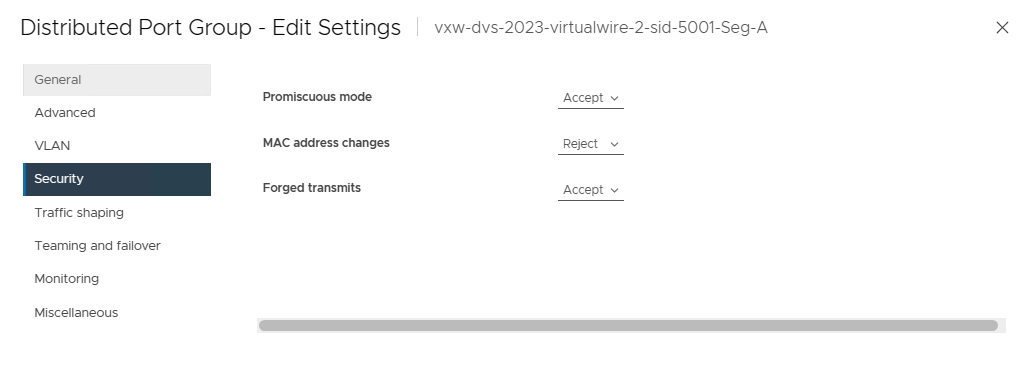 Distributed Port Group - Edit Settings | vxw-dvs-2023-virtualwire-2-sid-5001-Seg-A
General
Advanced
VLAN
Security
Traffic shaping
Teaming and failover
Monitoring
Miscellaneous
Promiscuous mode Accept
MAC address changes Reject
Forged transmits Accept